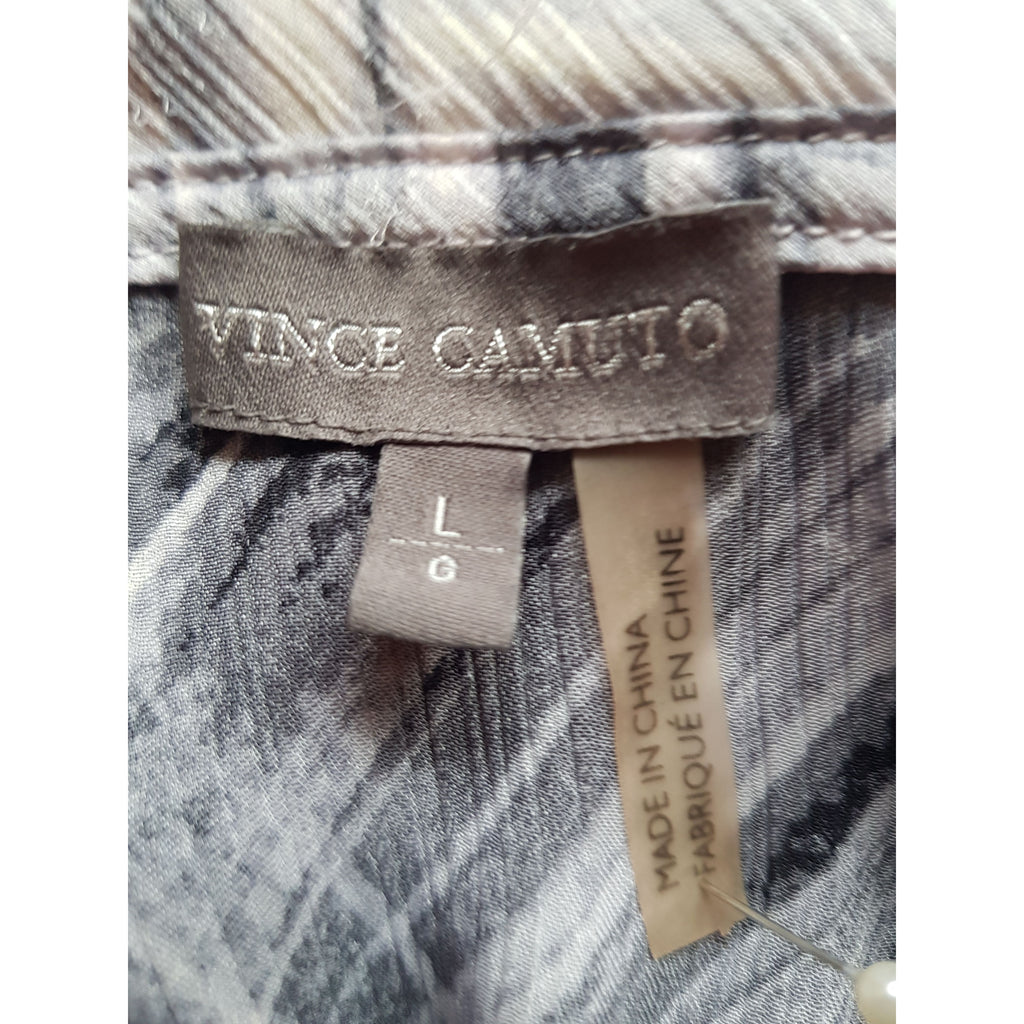 VINCE CAMUTO
L
G
MADE IN CHINA
FABRIQUÉ EN CHINE